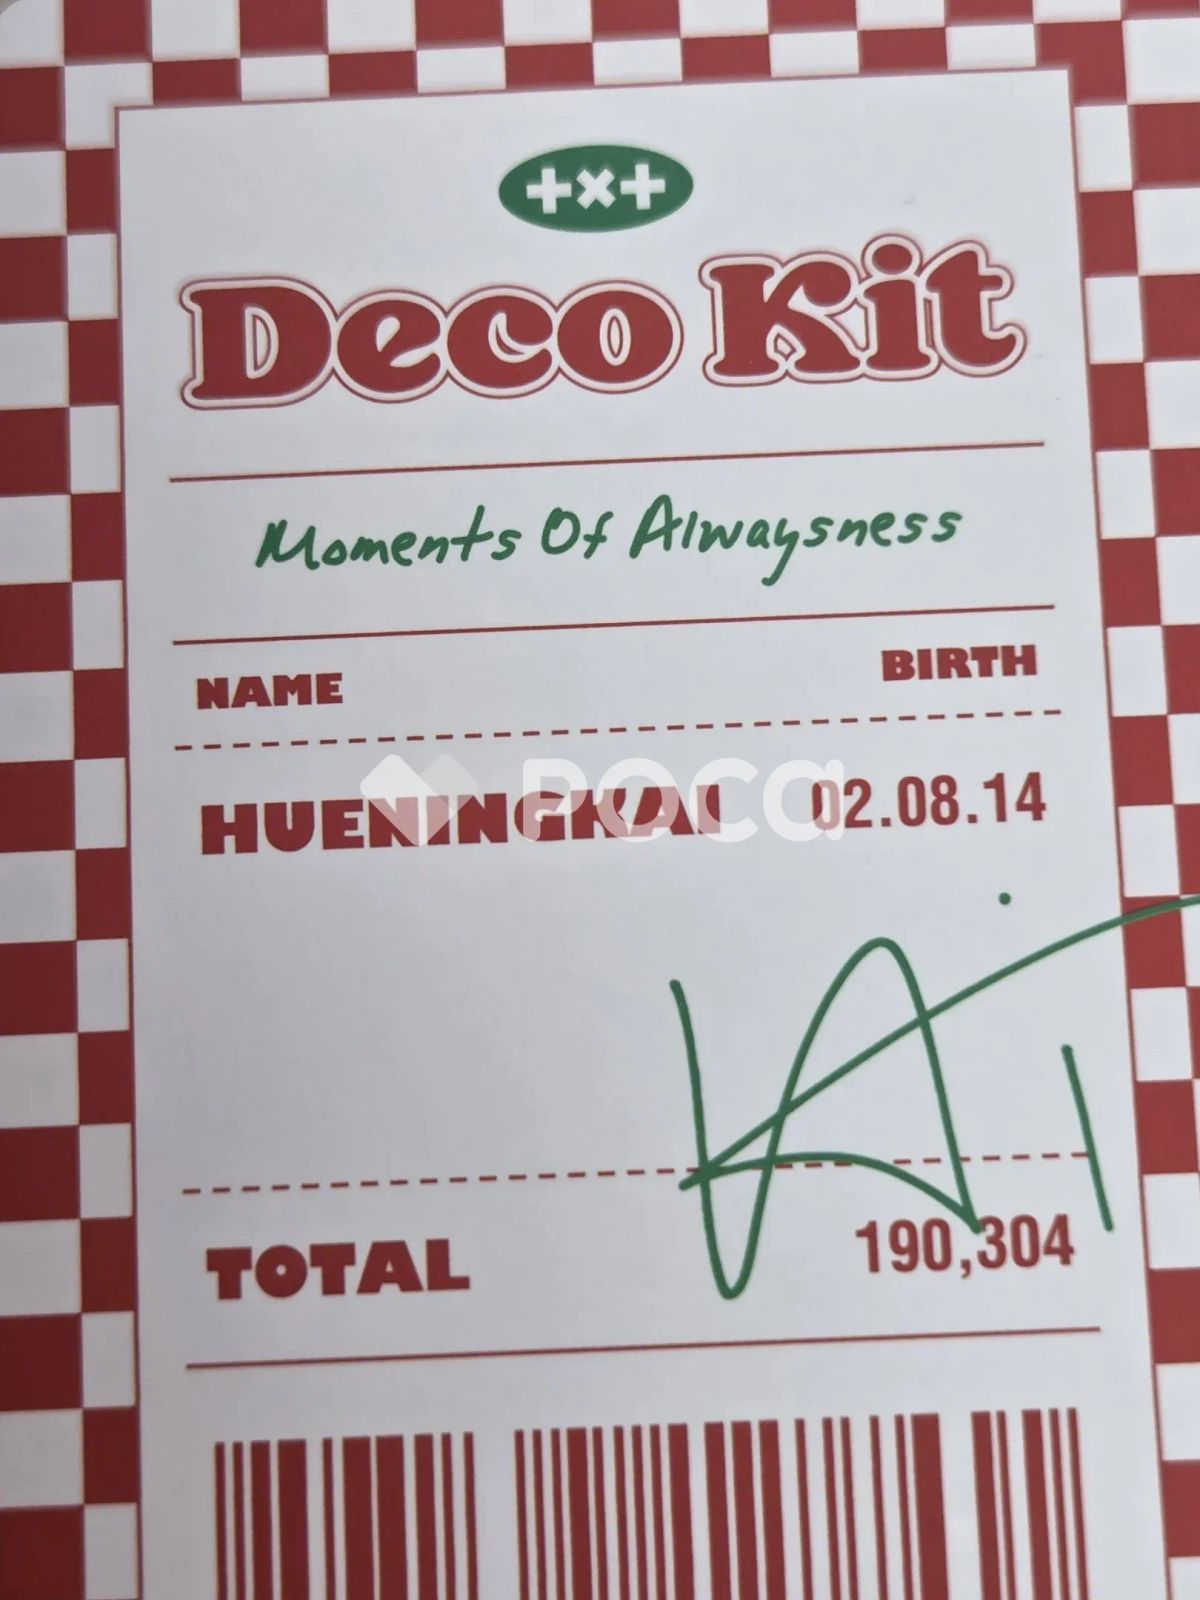 +×+
Deco Kit
Moments Of Alwaysness
NAME BIRTH
HUENINGKAI 02.08.14
POCA
KAi
TOTAL 190,304